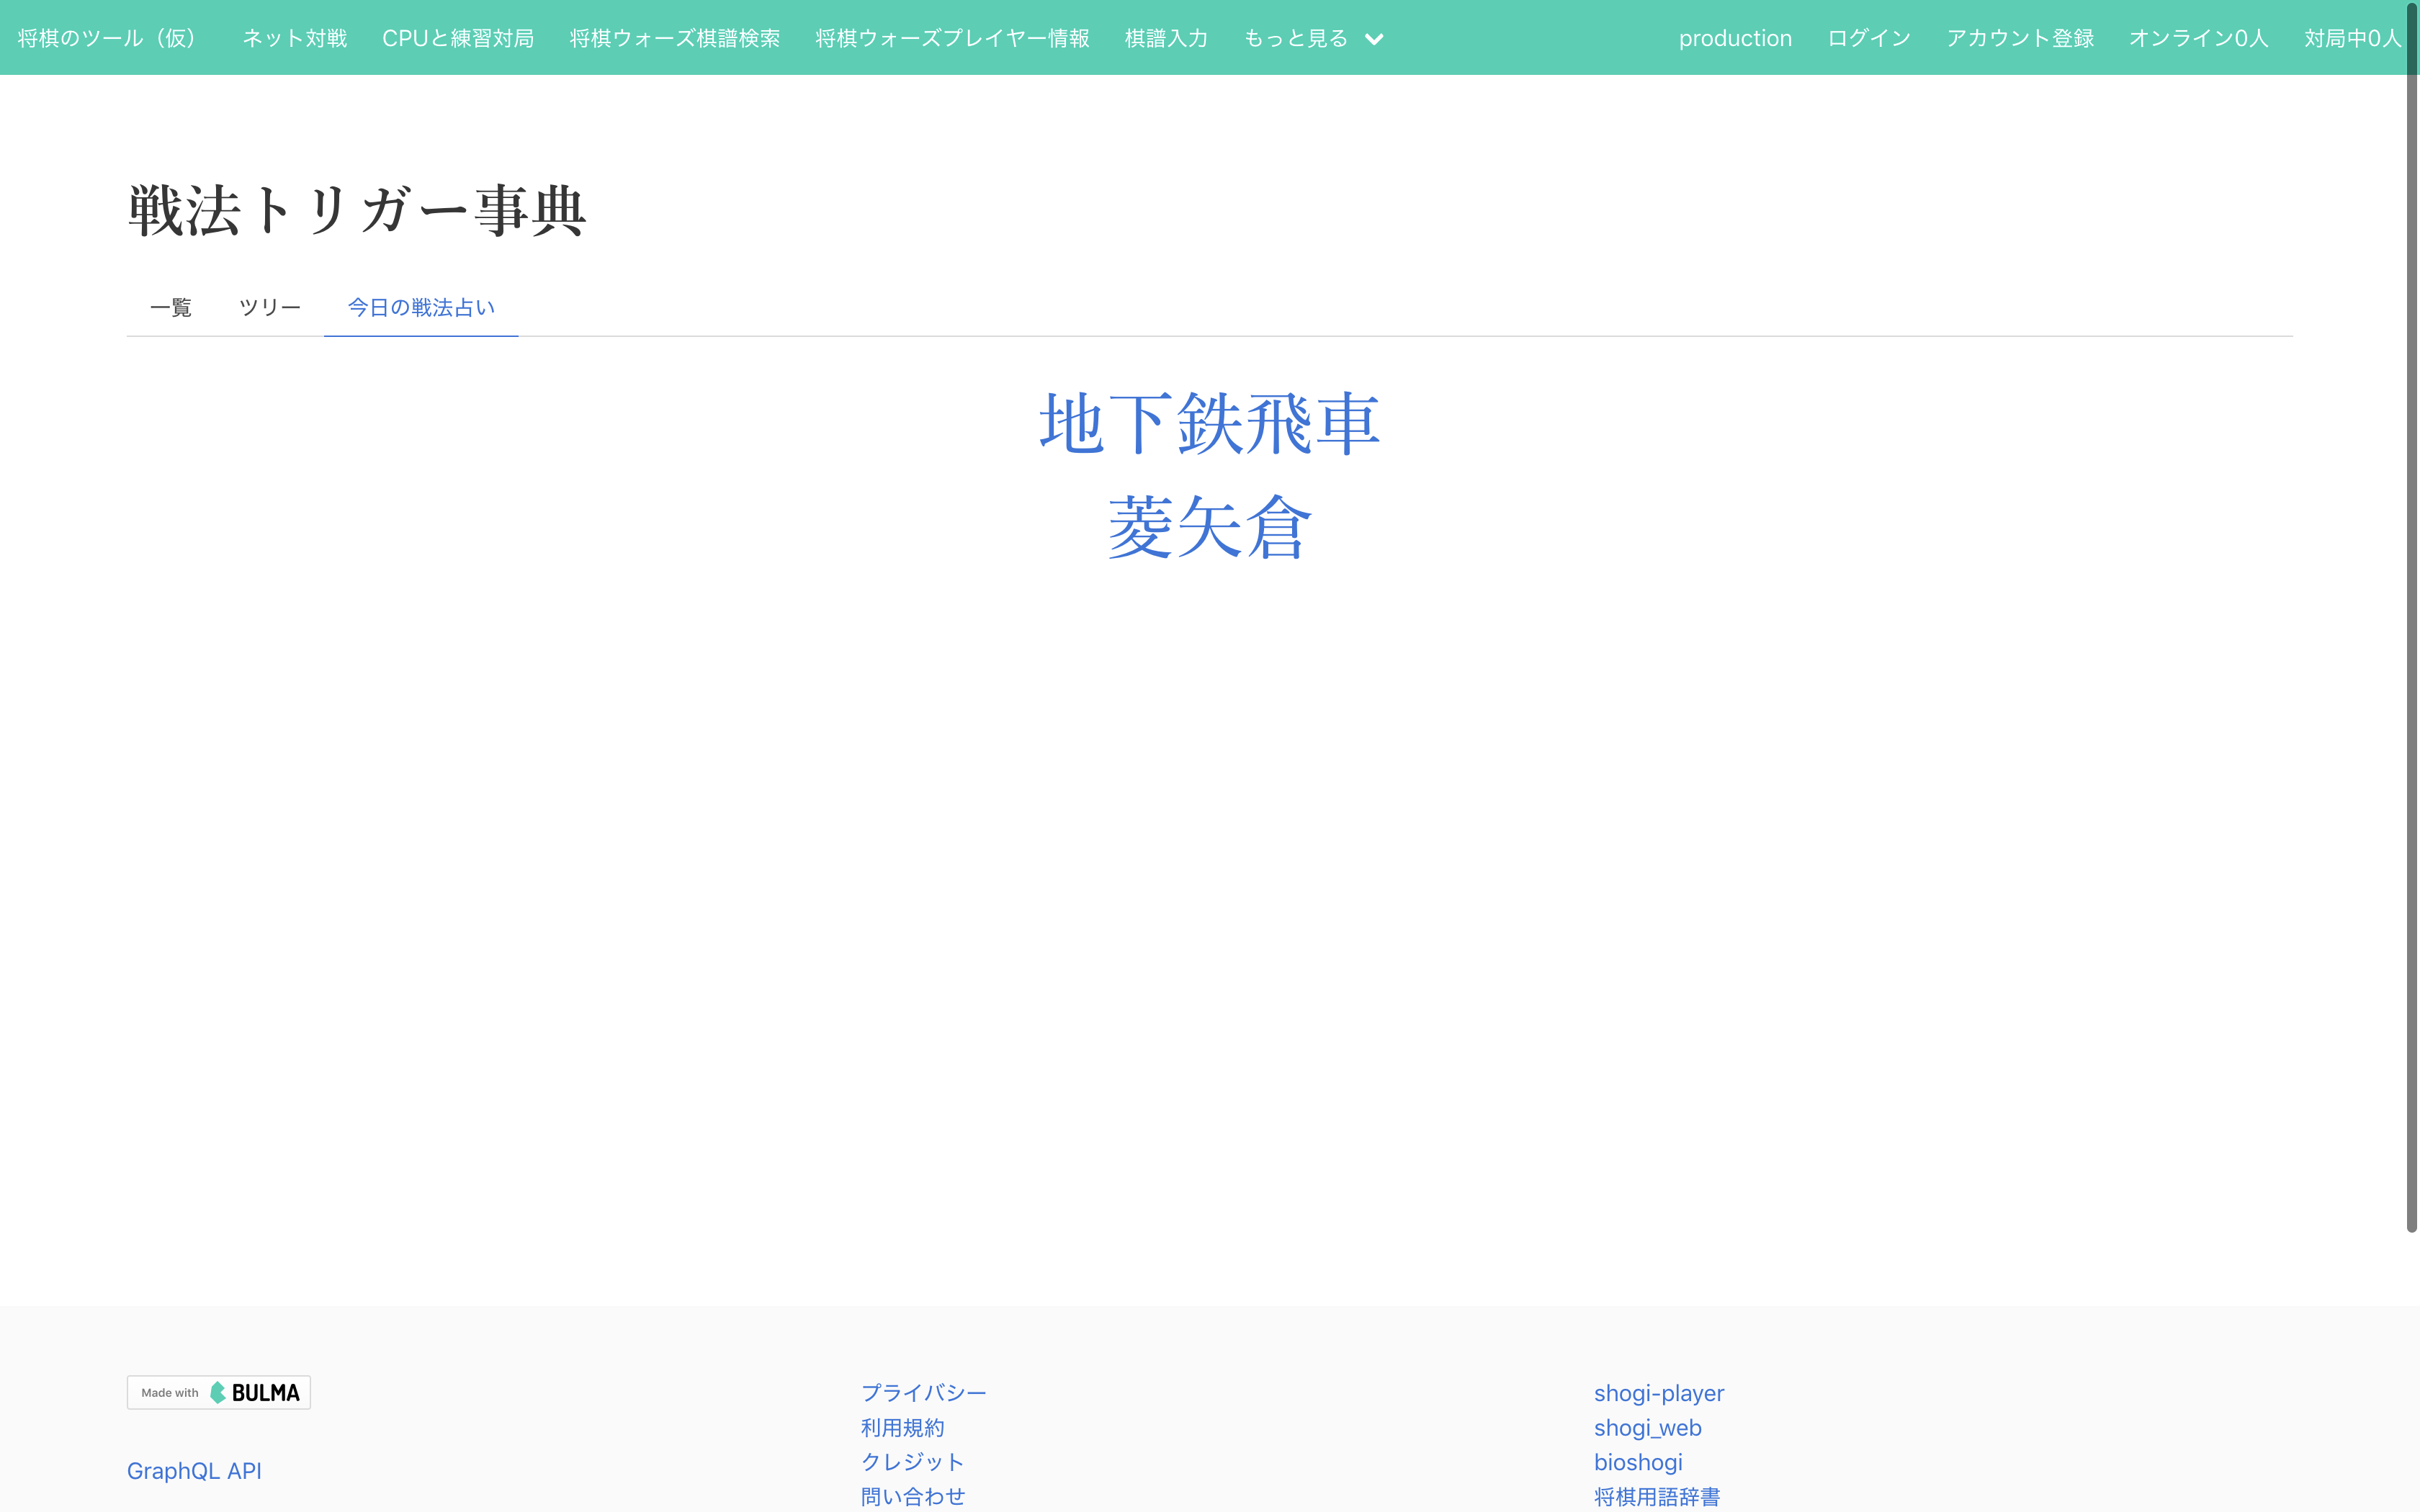 将棋のツール（仮） ネット対戦 CPUと練習対局 将棋ウォーズ棋譜検索 将棋ウォーズプレイヤー情報 棋譜入力 もっと見る production ログイン アカウント登録 オンライン0人 対局中0人
戦法トリガー事典
一覧 ツリー 今日の戦法占い
地下鉄飛車
菱矢倉
Made with BULMA
GraphQL API
プライバシー
利用規約
クレジット
問い合わせ
shogi-player
shogi_web
bioshogi
将棋用語辞書